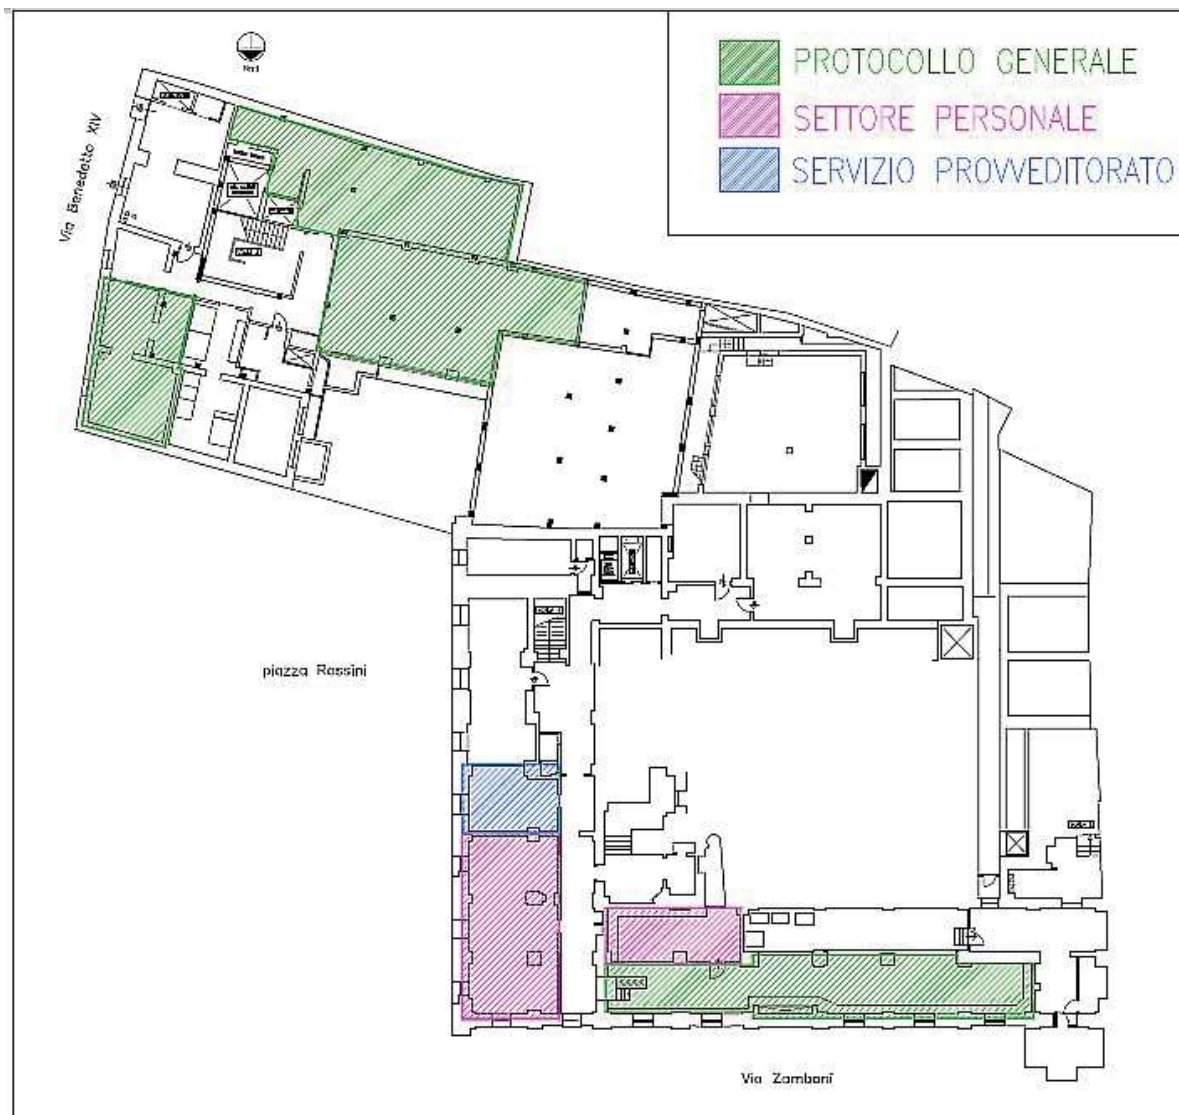 PROTOCOLLO GENERALE
SETTORE PERSONALE
SERVIZIO PROVVEDITORATO
Via Benedetto XIV
piazza Rossini
Via Zamboni